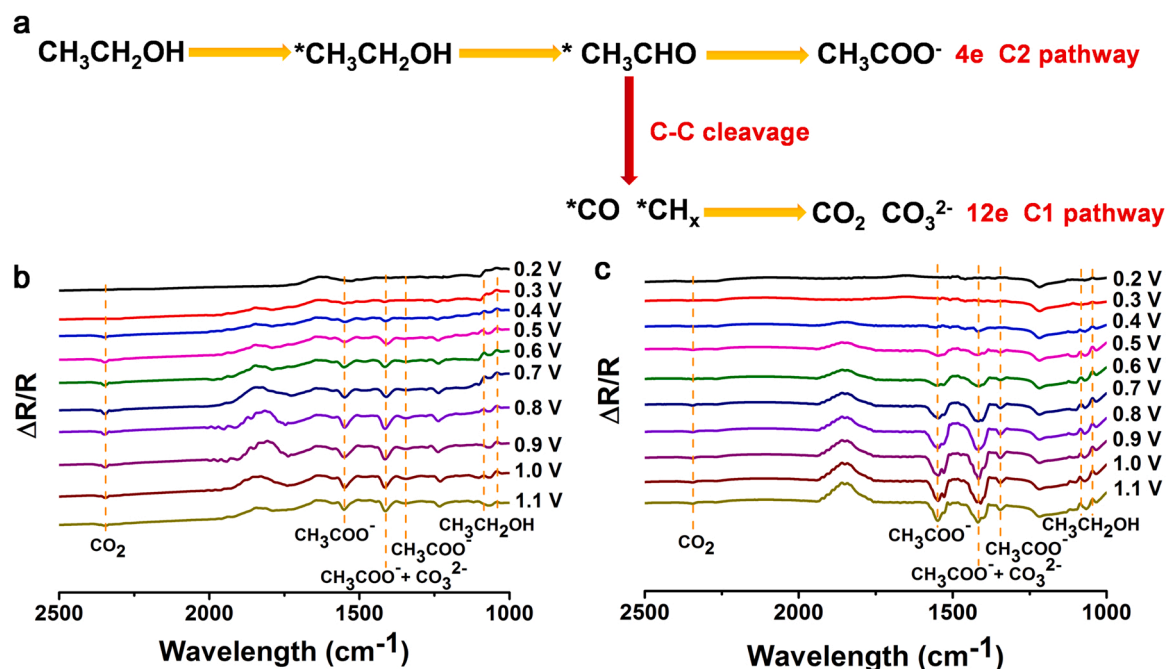 a
CH₃CH₂OH *CH₃CH₂OH * CH₃CHO CH₃COO⁻ 4e C2 pathway
C-C cleavage
*CO *CHₓ CO₂ CO₃²⁻ 12e C1 pathway
b
0.2 V
0.3 V
0.4 V
0.5 V
0.6 V
0.7 V
0.8 V
0.9 V
1.0 V
1.1 V
ΔR/R
CO₂
CH₃COO⁻
CH₃CH₂OH
CH₃COO⁻
CH₃COO⁻+ CO₃²⁻
2500 2000 1500 1000
Wavelength (cm⁻¹)
c
0.2 V
0.3 V
0.4 V
0.5 V
0.6 V
0.7 V
0.8 V
0.9 V
1.0 V
1.1 V
ΔR/R
CO₂
CH₃COO⁻
CH₃CH₂OH
CH₃COO⁻
CH₃COO⁻+ CO₃²⁻
2500 2000 1500 1000
Wavelength (cm⁻¹)